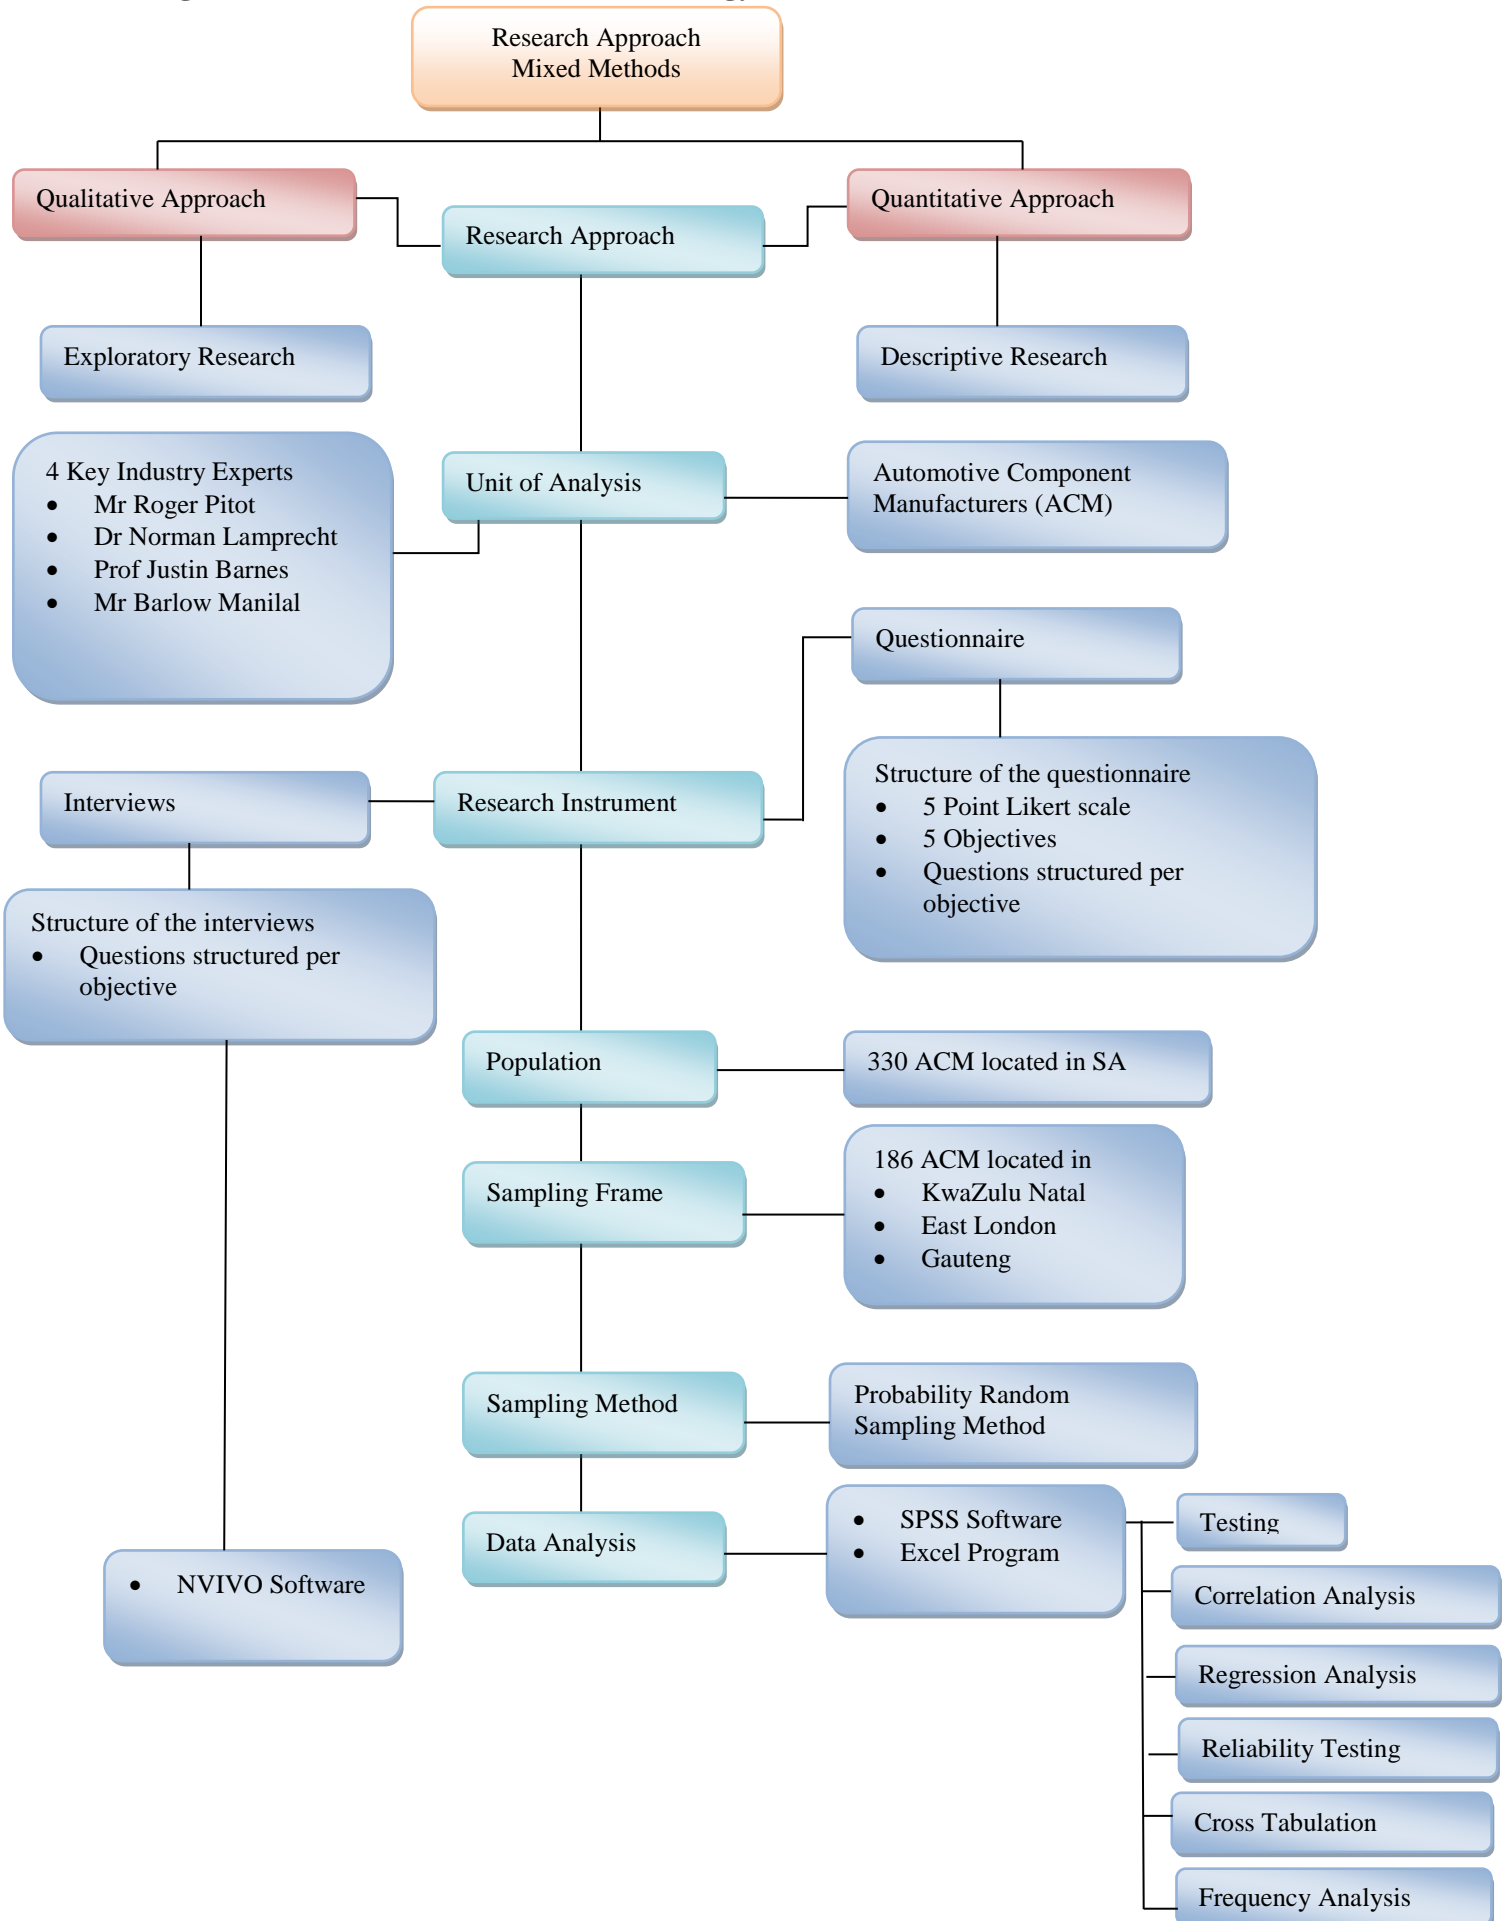 Research Approach
Mixed Methods
Qualitative Approach
Quantitative Approach
Research Approach
Exploratory Research
Descriptive Research
4 Key Industry Experts
• Mr Roger Pitot
• Dr Norman Lamprecht
• Prof Justin Barnes
• Mr Barlow Manilal
Unit of Analysis
Automotive Component
Manufacturers (ACM)
Questionnaire
Structure of the questionnaire
• 5 Point Likert scale
• 5 Objectives
• Questions structured per
objective
Interviews
Research Instrument
Structure of the interviews
• Questions structured per
objective
Population
330 ACM located in SA
Sampling Frame
186 ACM located in
• KwaZulu Natal
• East London
• Gauteng
Sampling Method
Probability Random
Sampling Method
Data Analysis
• SPSS Software
• Excel Program
Testing
• NVIVO Software
Correlation Analysis
Regression Analysis
Reliability Testing
Cross Tabulation
Frequency Analysis